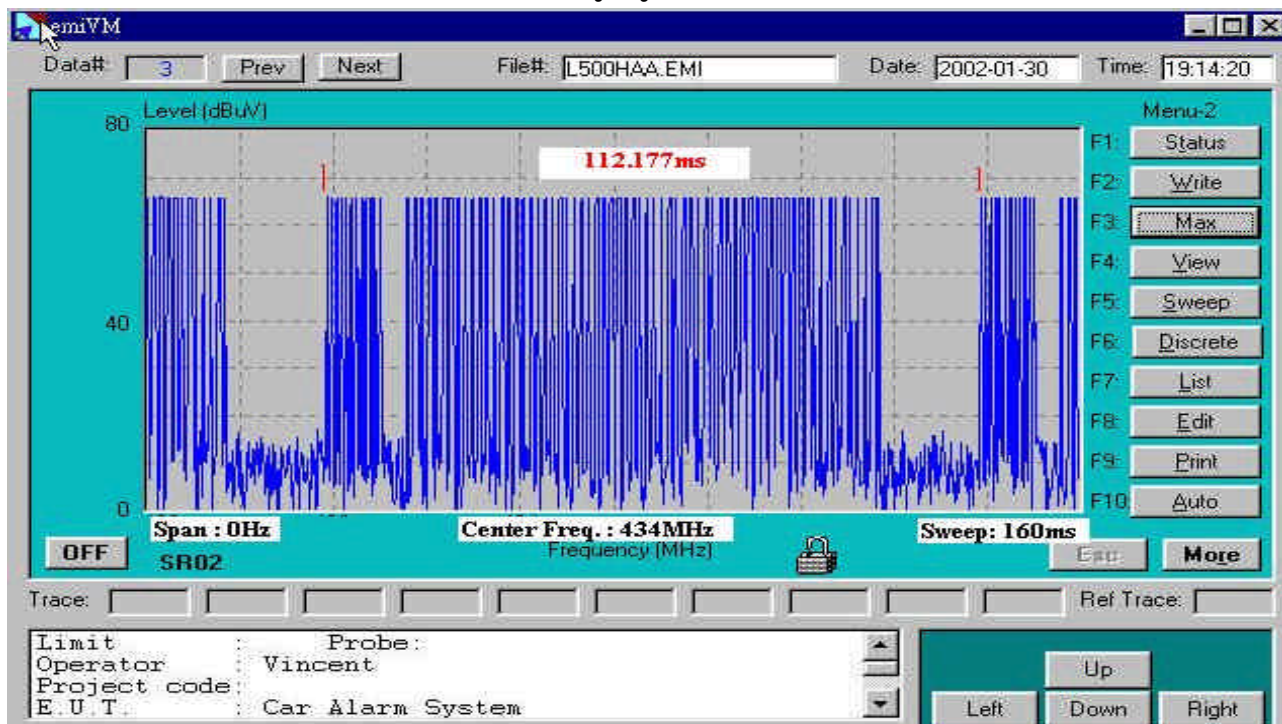 emiVM
Data#: 3 Prev Next File#: L500HAA.EMI Date: 2002-01-30 Time: 19:14:20
Level (dBuV) Menu-2
80
112.177ms
F1: Status
F2: Write
F3: Max
F4: View
F5: Sweep
40
F6: Discrete
F7: List
F8: Edit
F9: Print
F10: Auto
0
Span : 0Hz Center Freq. : 434MHz Sweep: 160ms
OFF SR02 Frequency (MHz) Esc More
Trace: Ref Trace:
Limit : Probe:
Operator : Vincent
Project code:
E.U.T. : Car Alarm System
Up
Left Down Right